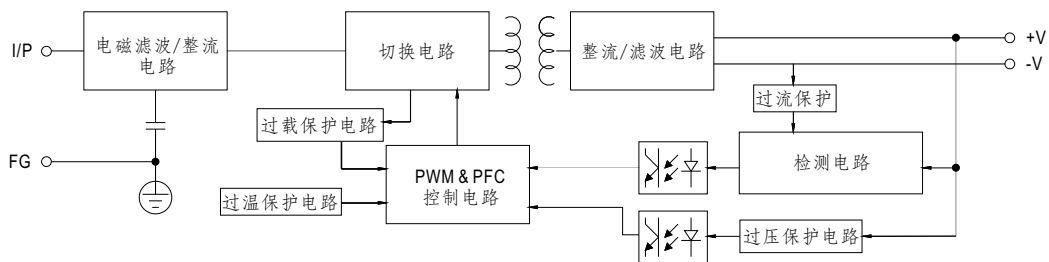 I/P
电磁滤波/整流
电路
切换电路
整流/滤波电路
+V
-V
过流保护
过载保护电路
FG
PWM & PFC
控制电路
检测电路
过温保护电路
过压保护电路